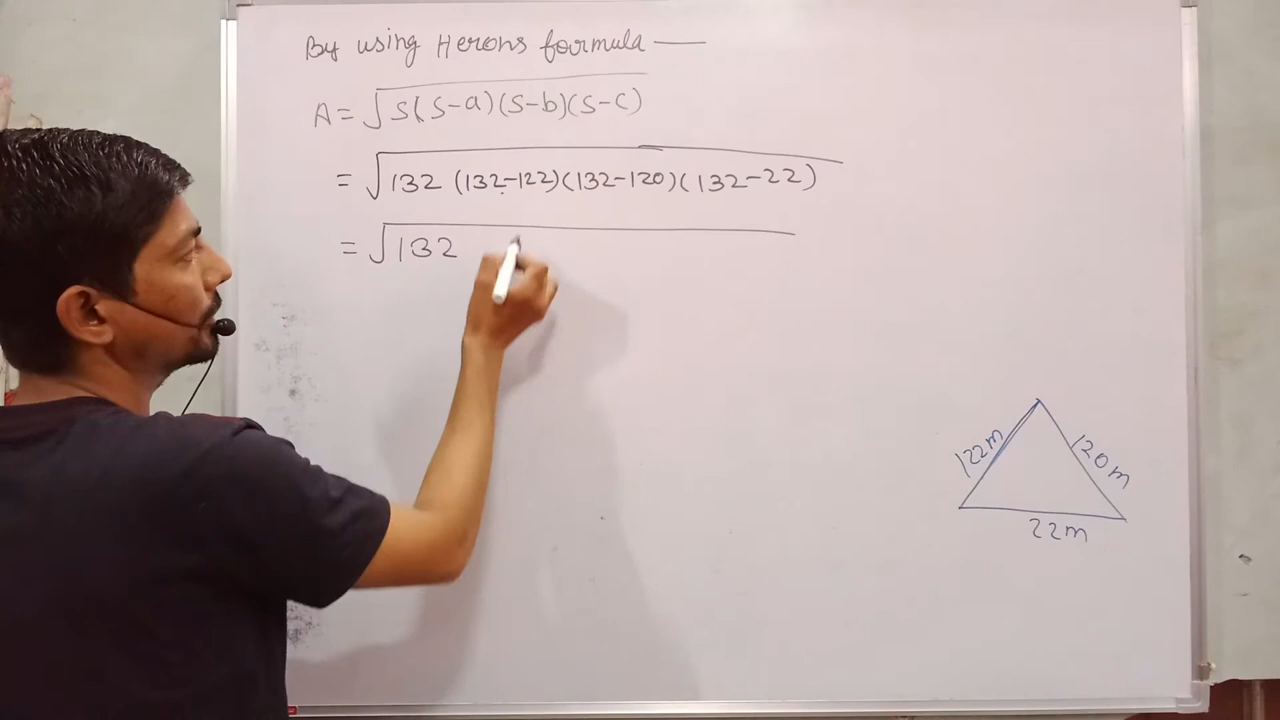 By using Herons formula —
A = √S(S-a)(S-b)(S-c)
= √132 (132-122)(132-120)(132-22)
= √132
122m
120m
22m